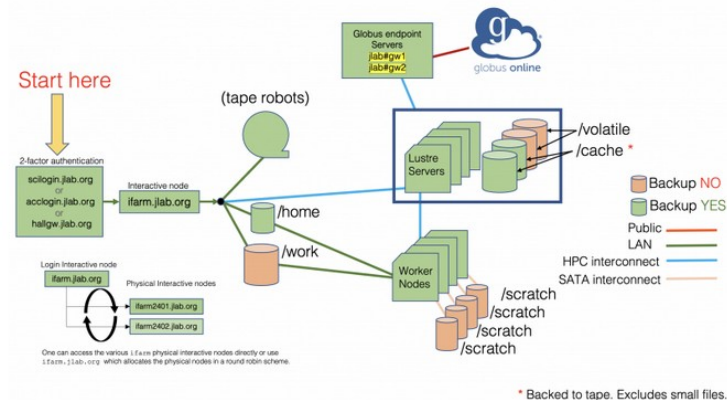 Globus endpoint
Servers
jlab#gw1
jlab#gw2
g
globus online
Start here
(tape robots)
2-factor authentication
scilogin.jlab.org
or
acclogin.jlab.org
or
hallgw.jlab.org
Interactive node
ifarm.jlab.org
Lustre
Servers
/volatile
/cache *
/home
/work
Worker
Nodes
/scratch
/scratch
/scratch
/scratch
Backup NO
Backup YES
Public
LAN
HPC interconnect
SATA interconnect
Login Interactive node
ifarm.jlab.org
Physical Interactive nodes
ifarm2401.jlab.org
ifarm2402.jlab.org
One can access the various ifarm physical interactive nodes directly or use
ifarm.jlab.org which allocates the physical nodes in a round robin scheme.
* Backed to tape. Excludes small files.